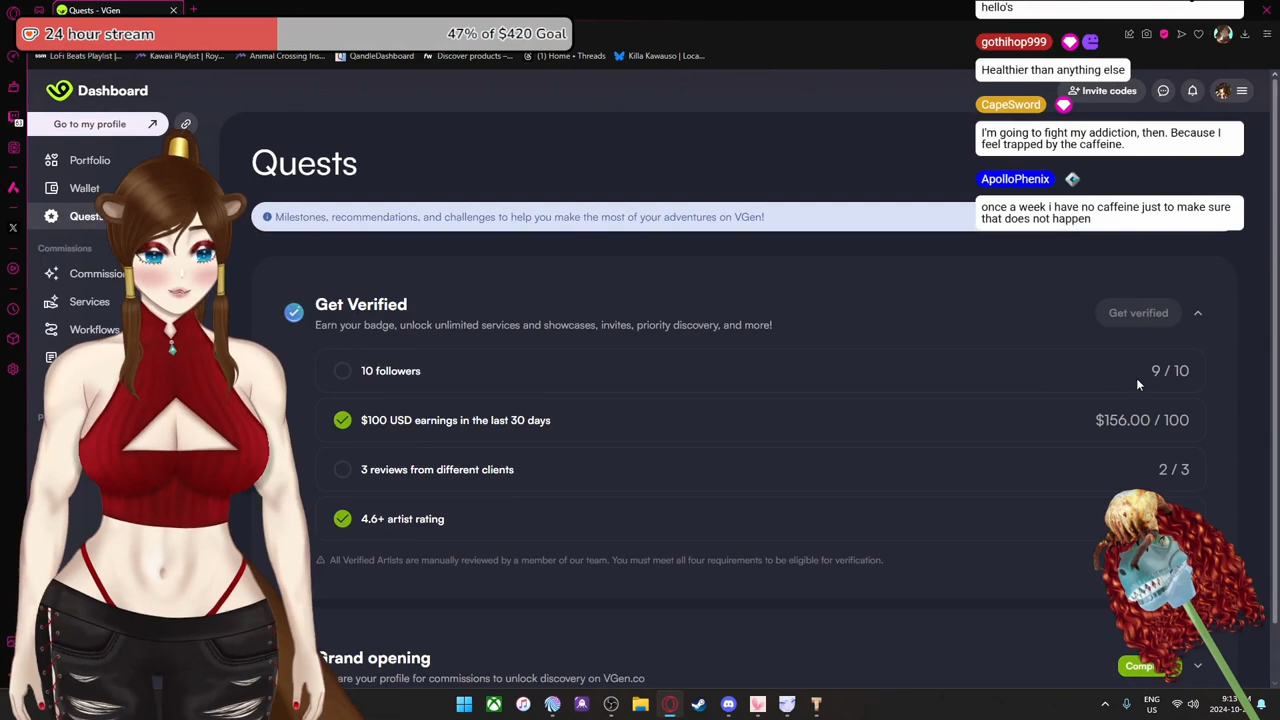 Quests - VGen
24 hour stream
47% of $420 Goal
LoFi Beats Playlist |...
Kawaii Playlist | Roy...
Animal Crossing Ins...
QandleDashboard
Discover products –...
(1) Home • Threads
Killa Kawauso | Loca...
hello's
gothihop999
Healthier than anything else
CapeSword
I'm going to fight my addiction, then. Because I
feel trapped by the caffeine.
ApolloPhenix
once a week i have no caffeine just to make sure
that does not happen
Dashboard
Invite codes
Go to my profile
Portfolio
Wallet
Quests
Commissions
Commissio
Services
Workflows
Quests
Milestones, recommendations, and challenges to help you make the most of your adventures on VGen!
Get Verified
Earn your badge, unlock unlimited services and showcases, invites, priority discovery, and more!
Get verified
10 followers
9 / 10
$100 USD earnings in the last 30 days
$156.00 / 100
3 reviews from different clients
2 / 3
4.6+ artist rating
All Verified Artists are manually reviewed by a member of our team. You must meet all four requirements to be eligible for verification.
Grand opening
are your profile for commissions to unlock discovery on VGen.co
Comp
ENG
US
9:13
2024-10-